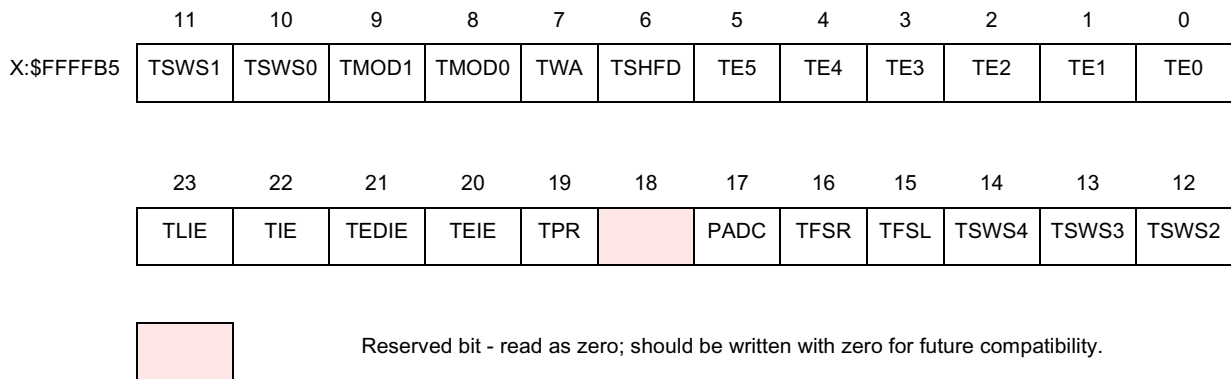 11 10 9 8 7 6 5 4 3 2 1 0
X:$FFFFB5 TSWS1 TSWS0 TMOD1 TMOD0 TWA TSHFD TE5 TE4 TE3 TE2 TE1 TE0
23 22 21 20 19 18 17 16 15 14 13 12
TLIE TIE TEDIE TEIE TPR PADC TFSR TFSL TSWS4 TSWS3 TSWS2
Reserved bit - read as zero; should be written with zero for future compatibility.